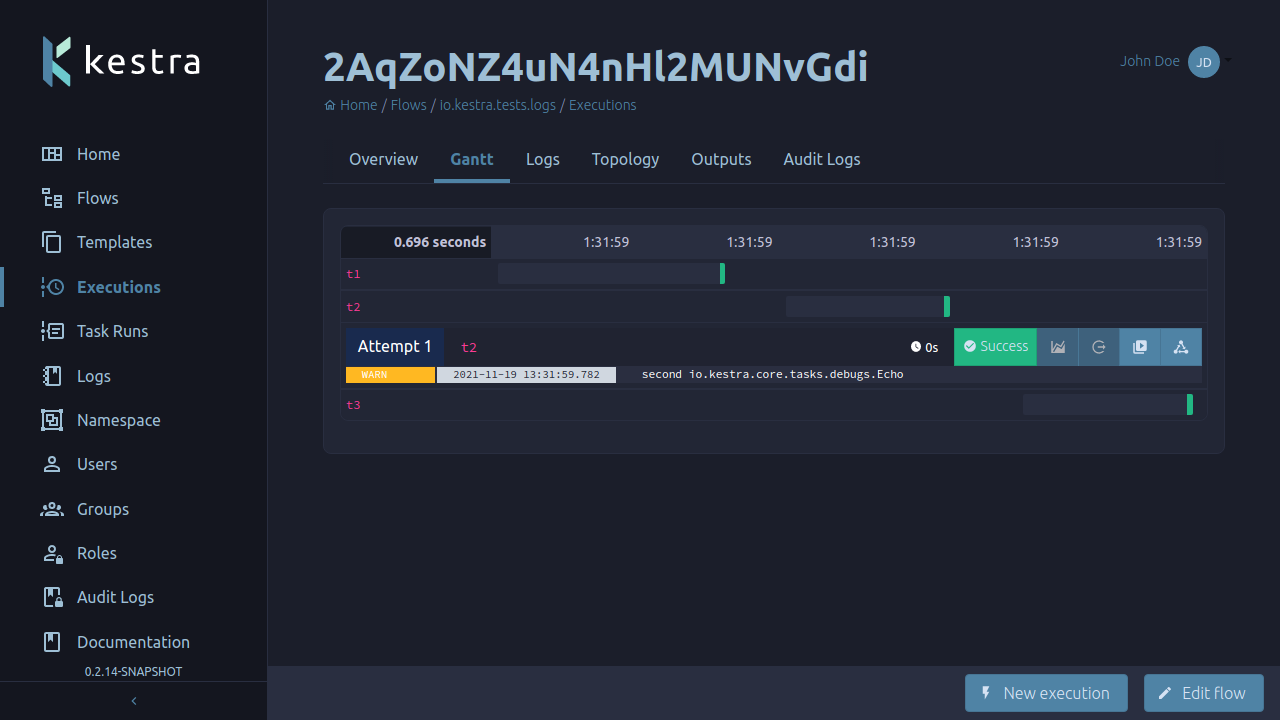 kestra
Home
Flows
Templates
Executions
Task Runs
Logs
Namespace
Users
Groups
Roles
Audit Logs
Documentation
0.2.14-SNAPSHOT
2AqZoNZ4uN4nHl2MUNvGdi
John Doe JD
Home / Flows / io.kestra.tests.logs / Executions
Overview Gantt Logs Topology Outputs Audit Logs
0.696 seconds 1:31:59 1:31:59 1:31:59 1:31:59 1:31:59
t1
t2
Attempt 1 t2 0s Success
WARN 2021-11-19 13:31:59.782 second io.kestra.core.tasks.debugs.Echo
t3
New execution Edit flow